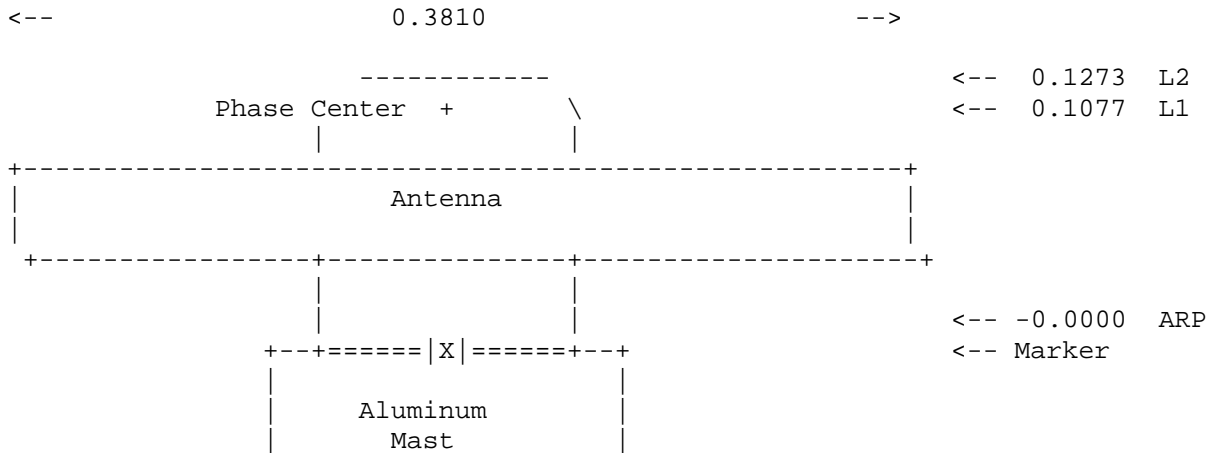 <-- 0.3810 -->
------------ <-- 0.1273 L2
Phase Center + \ <-- 0.1077 L1
| |
+-------------------------------------------------------+
| Antenna |
| |
+------------------+----------------+---------------------+
| |
| | <-- -0.0000 ARP
+--+======|X|======+--+ <-- Marker
| |
| Aluminum |
| Mast |